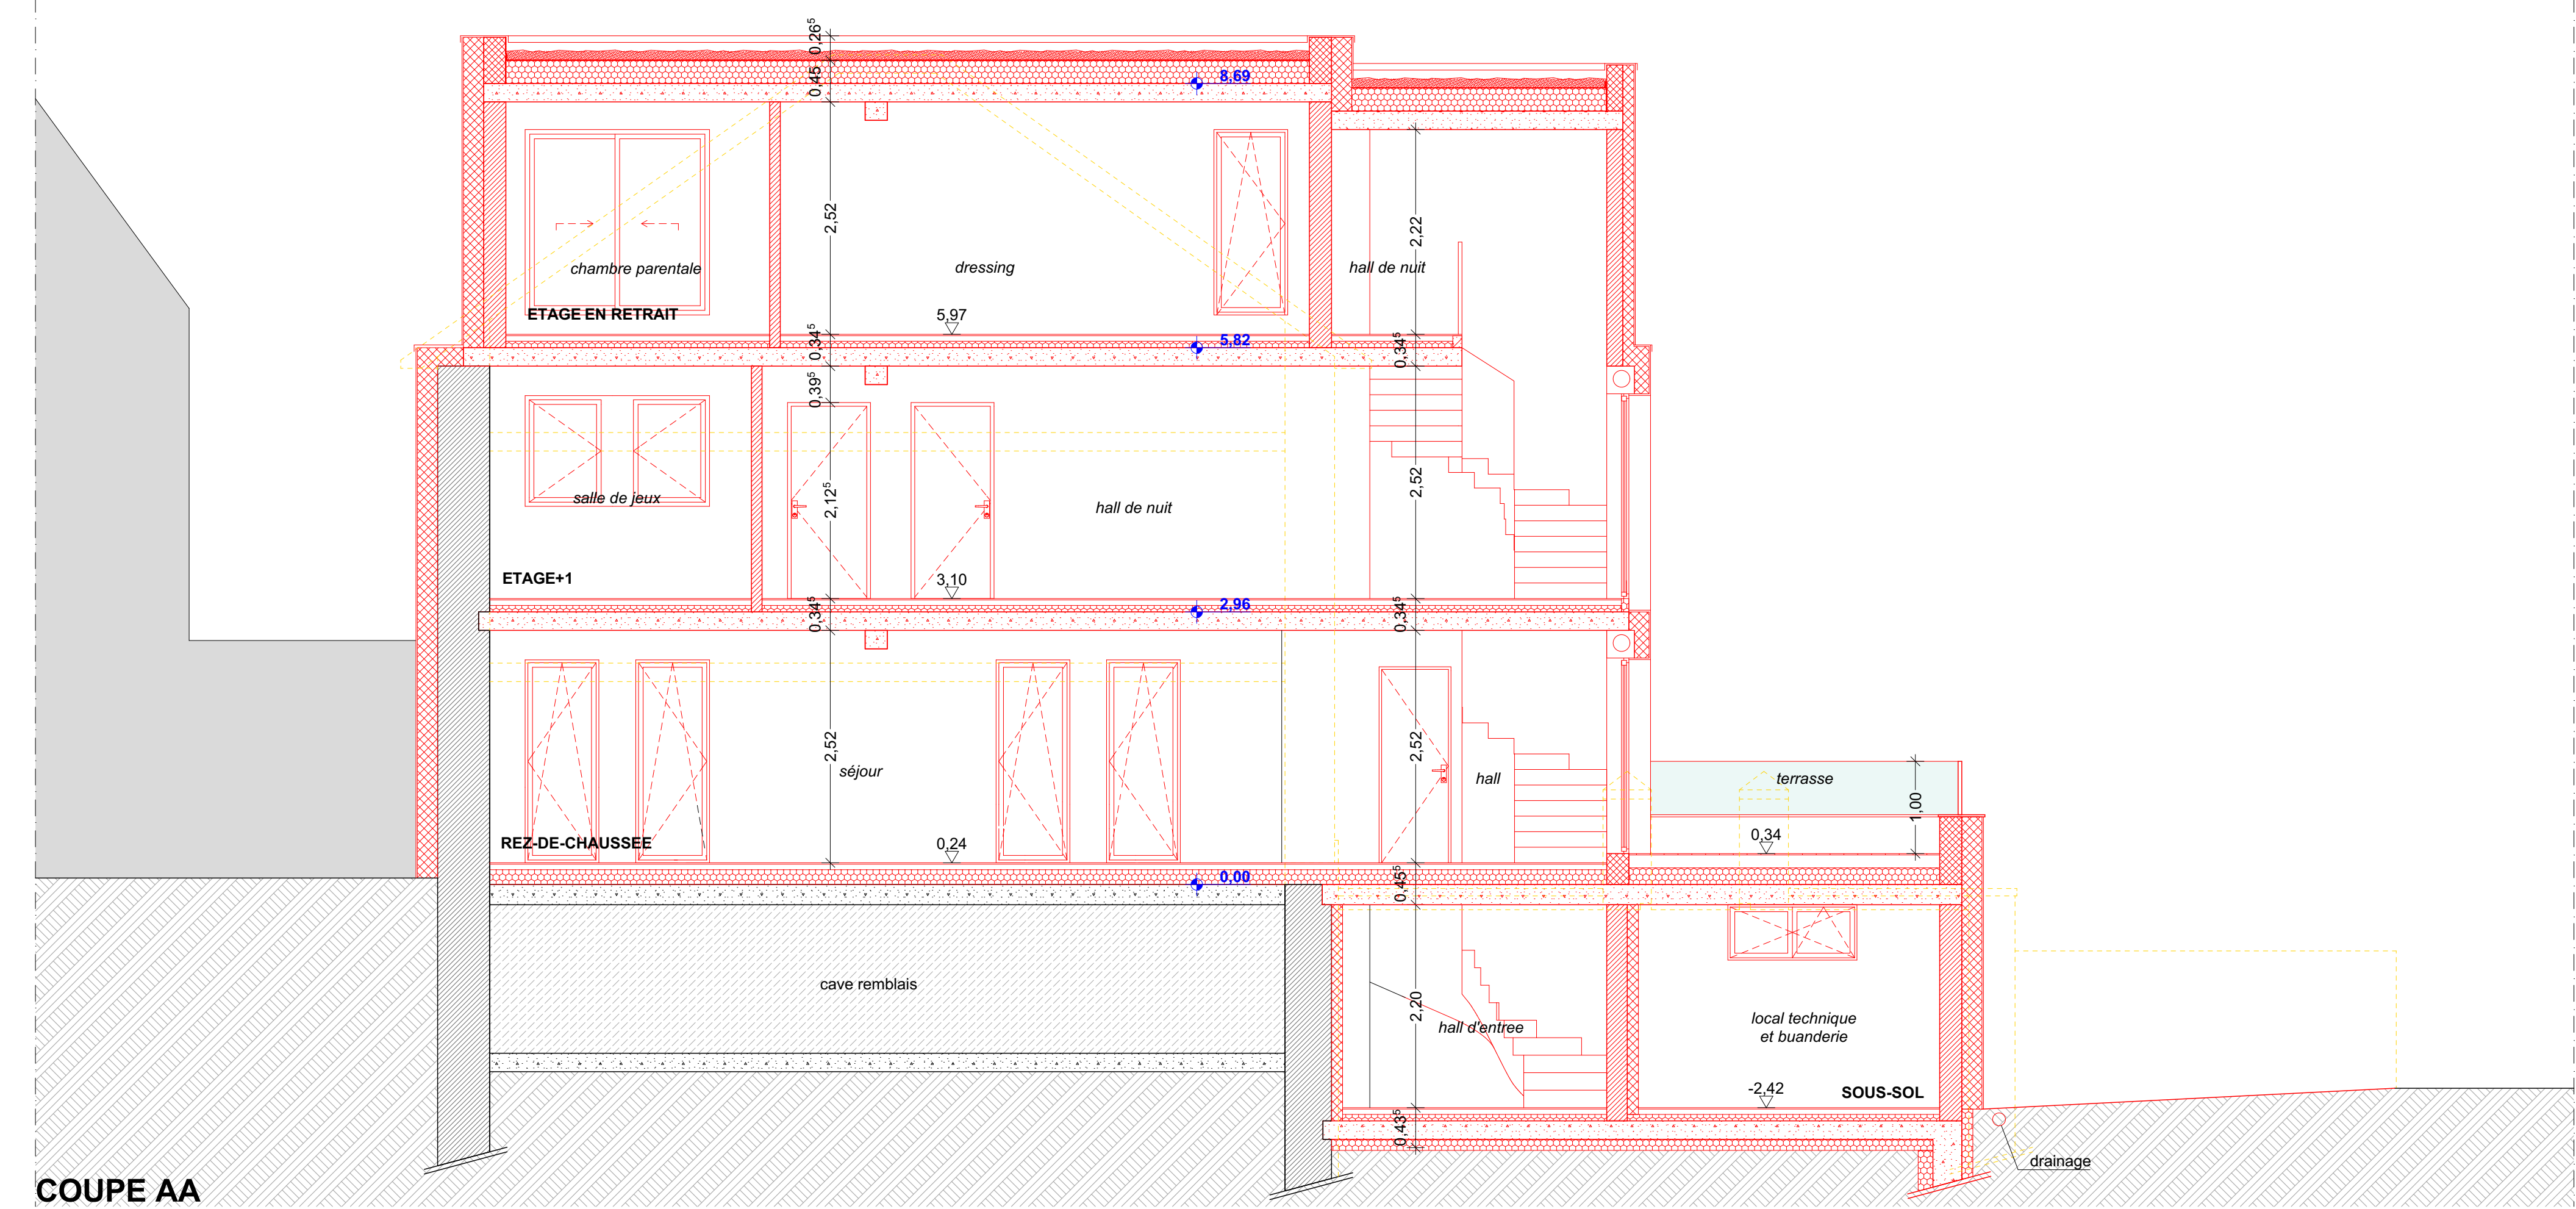 0,26⁵
0,45
8,69
2,52
2,22
chambre parentale
dressing
hall de nuit
ETAGE EN RETRAIT
5,97
0,34⁵
5,82
0,34⁵
0,39⁵
salle de jeux
2,12⁵
hall de nuit
2,52
ETAGE+1
3,10
0,34⁵
2,96
0,34⁵
2,52
séjour
2,52
hall
terrasse
1,00
REZ-DE-CHAUSSEE
0,24
0,34
0,00
0,45⁵
cave remblais
2,20
hall d'entree
local technique
et buanderie
-2,42
SOUS-SOL
0,43⁵
drainage
COUPE AA